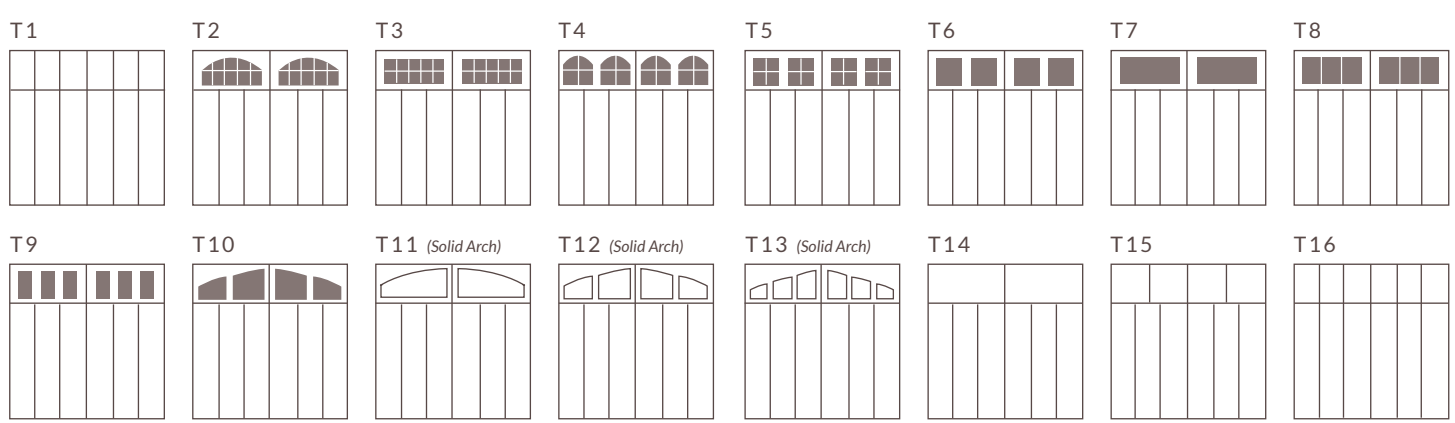 T1 T2 T3 T4 T5 T6 T7 T8
T9 T10 T11 (Solid Arch) T12 (Solid Arch) T13 (Solid Arch) T14 T15 T16